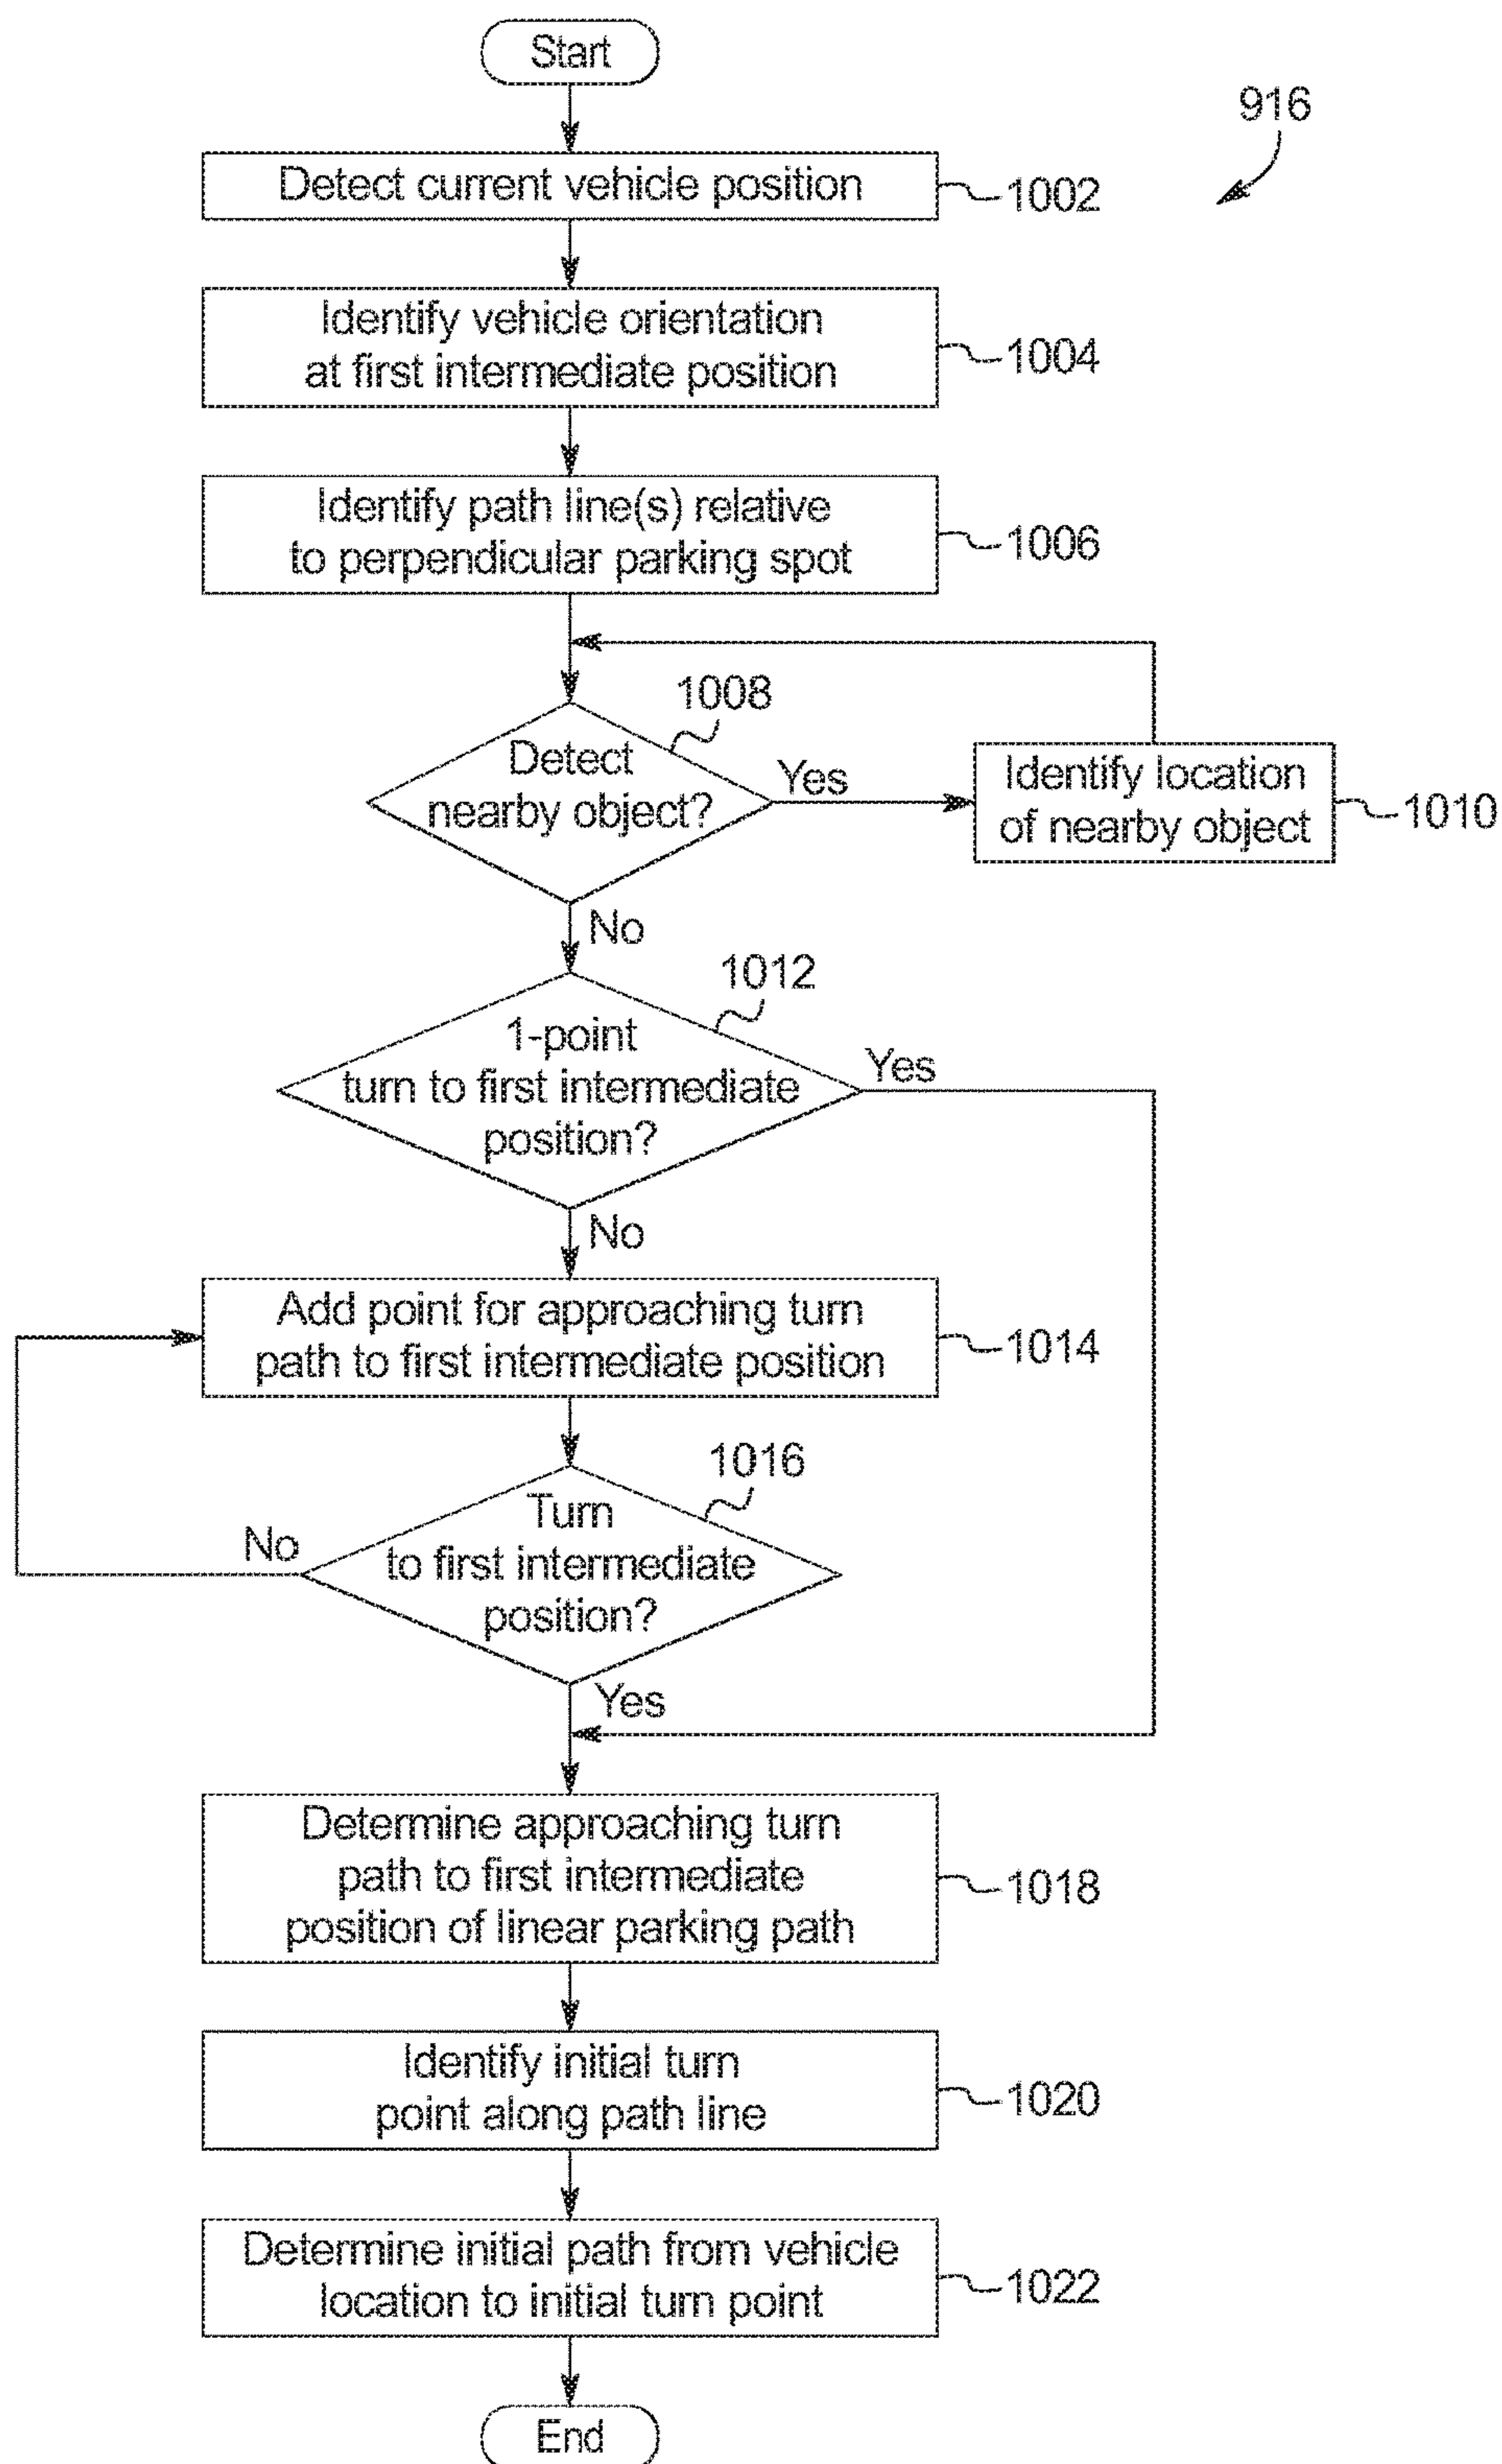 Start
916
Detect current vehicle position
1002
Identify vehicle orientation
at first intermediate position
1004
Identify path line(s) relative
to perpendicular parking spot
1006
1008
Detect
nearby object?
Yes
Identify location
of nearby object
1010
No
1012
1-point
turn to first intermediate
position?
Yes
No
Add point for approaching turn
path to first intermediate position
1014
1016
Turn
to first intermediate
position?
No
Yes
Determine approaching turn
path to first intermediate
position of linear parking path
1018
Identify initial turn
point along path line
1020
Determine initial path from vehicle
location to initial turn point
1022
End